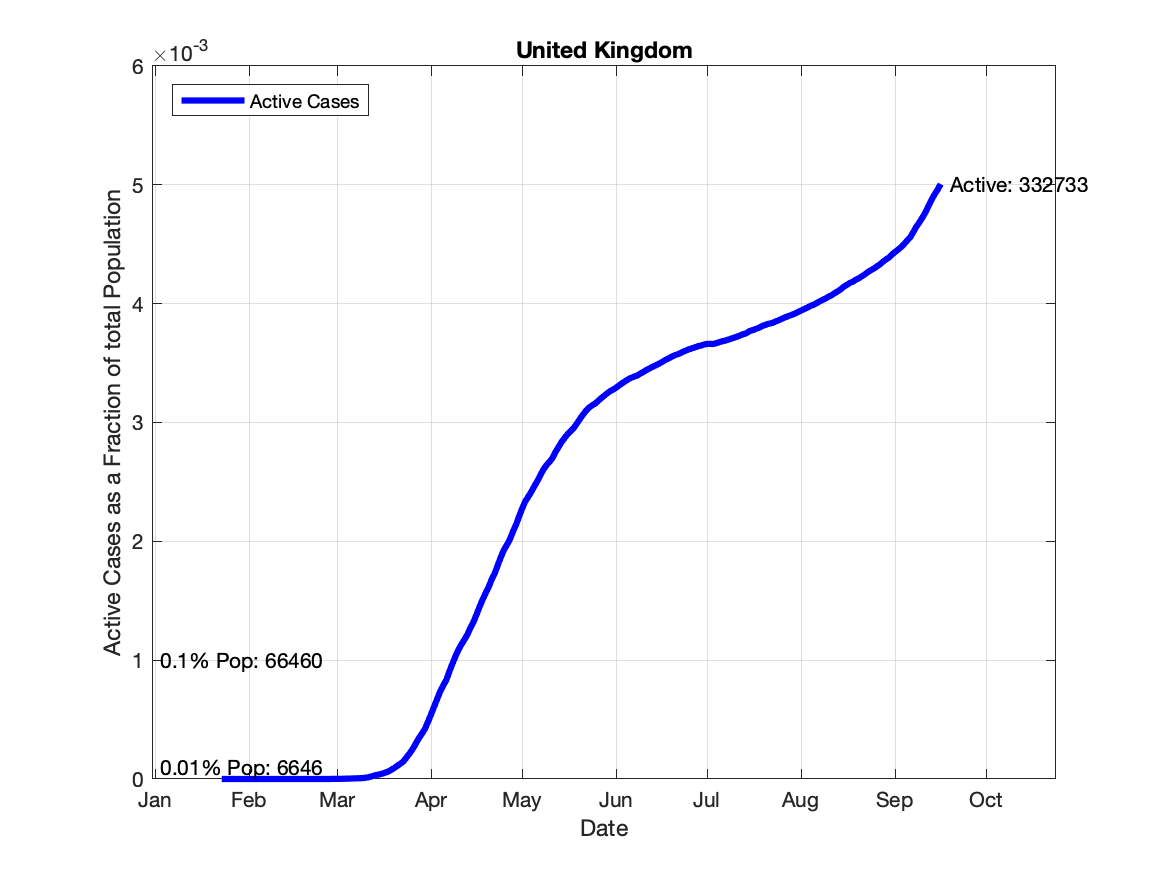 ×10-3
United Kingdom
6
Active Cases
5
Active: 332733
4
3
2
1
0.1% Pop: 66460
0.01% Pop: 6646
0
Active Cases as a Fraction of total Population
Jan Feb Mar Apr May Jun Jul Aug Sep Oct
Date